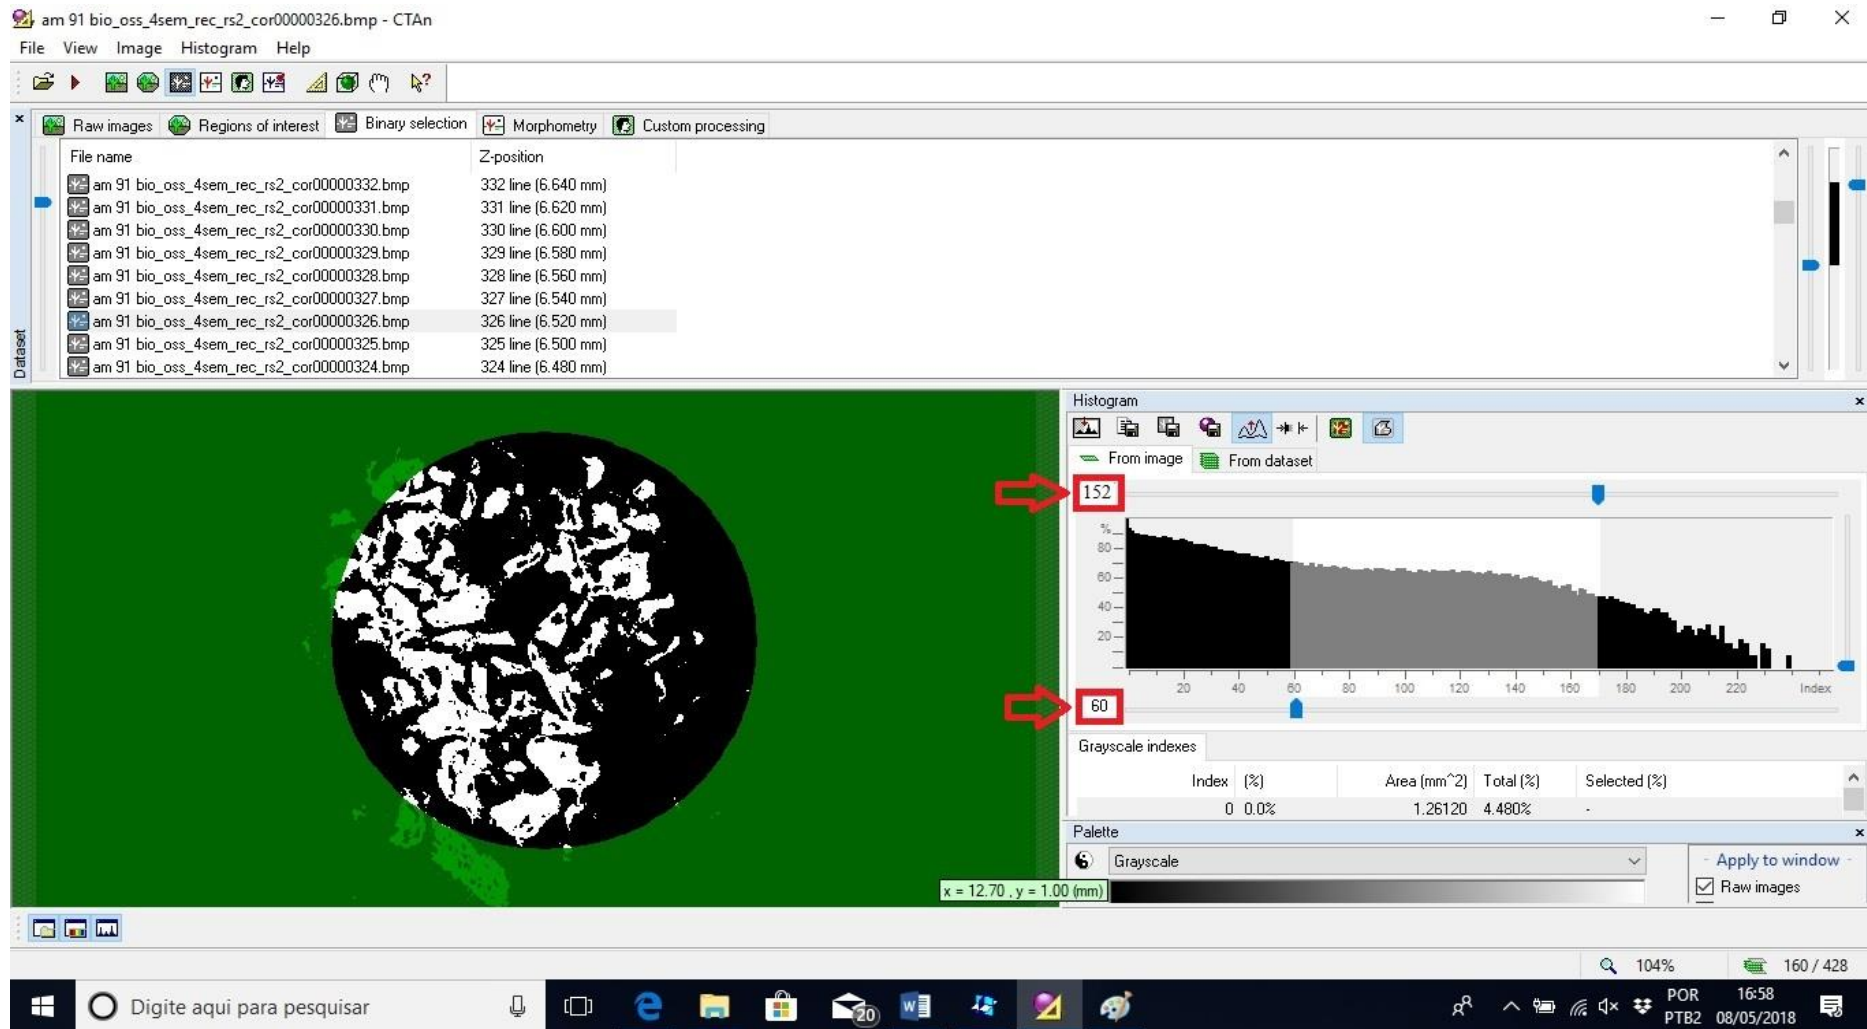 am 91 bio_oss_4sem_rec_rs2_cor00000326.bmp - CTAn
File View Image Histogram Help
Raw images Regions of interest Binary selection Morphometry Custom processing
File name Z-position
am 91 bio_oss_4sem_rec_rs2_cor00000332.bmp 332 line (6.640 mm)
am 91 bio_oss_4sem_rec_rs2_cor00000331.bmp 331 line (6.620 mm)
am 91 bio_oss_4sem_rec_rs2_cor00000330.bmp 330 line (6.600 mm)
am 91 bio_oss_4sem_rec_rs2_cor00000329.bmp 329 line (6.580 mm)
am 91 bio_oss_4sem_rec_rs2_cor00000328.bmp 328 line (6.560 mm)
am 91 bio_oss_4sem_rec_rs2_cor00000327.bmp 327 line (6.540 mm)
am 91 bio_oss_4sem_rec_rs2_cor00000326.bmp 326 line (6.520 mm)
am 91 bio_oss_4sem_rec_rs2_cor00000325.bmp 325 line (6.500 mm)
am 91 bio_oss_4sem_rec_rs2_cor00000324.bmp 324 line (6.480 mm)
Dataset
Histogram
From image From dataset
152
%
80
60
40
20
20 40 60 80 100 120 140 160 180 200 220 Index
60
Grayscale indexes
Index (%) Area (mm^2) Total (%) Selected (%)
0 0.0% 1.26120 4.480% -
Palette
Grayscale
Apply to window
Raw images
x = 12.70 , y = 1.00 (mm)
104% 160 / 428
Digite aqui para pesquisar
20
POR
PTB2
16:58
08/05/2018